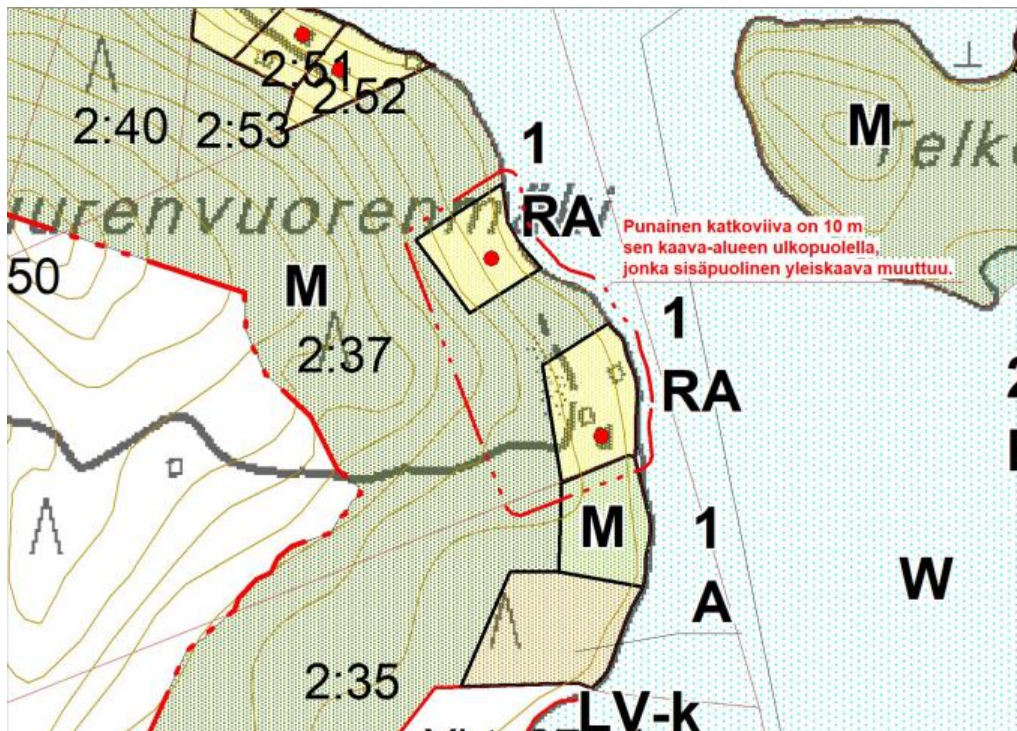 2:51
2:52
2:40
2:53
M
1
RA
Punainen katkoviiva on 10 m
sen kaava-alueen ulkopuolella,
jonka sisäpuolinen yleiskaava muuttuu.
50
M
2:37
1
RA
M
1
A
W
2:35
LV-k